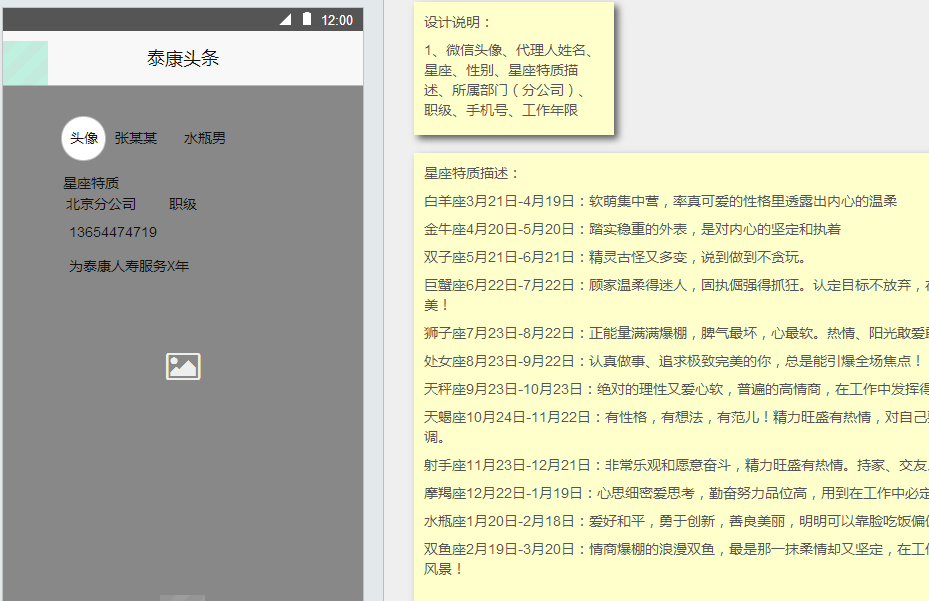 12:00
泰康头条
头像 张某某 水瓶男
星座特质
北京分公司 职级
13654474719
为泰康人寿服务X年
设计说明：
1、微信头像、代理人姓名、
星座、性别、星座特质描
述、所属部门（分公司）、
职级、手机号、工作年限
星座特质描述：
白羊座3月21日-4月19日：软萌集中营，率真可爱的性格里透露出内心的温柔
金牛座4月20日-5月20日：踏实稳重的外表，是对内心的坚定和执着
双子座5月21日-6月21日：精灵古怪又多变，说到做到不贪玩。
巨蟹座6月22日-7月22日：顾家温柔得迷人，固执倔强得抓狂。认定目标不放弃，
美！
狮子座7月23日-8月22日：正能量满满爆棚，脾气最坏，心最软。热情、阳光敢爱
处女座8月23日-9月22日：认真做事、追求极致完美的你，总是能引爆全场焦点！
天秤座9月23日-10月23日：绝对的理性又爱心软，普遍的高情商，在工作中发挥得
天蝎座10月24日-11月22日：有性格，有想法，有范儿！精力旺盛有热情，对自己
调。
射手座11月23日-12月21日：非常乐观和愿意奋斗，精力旺盛有热情。持家、交友
摩羯座12月22日-1月19日：心思细密爱思考，勤奋努力品位高，用到在工作中必定
水瓶座1月20日-2月18日：爱好和平，勇于创新，善良美丽，明明可以靠脸吃饭偏
双鱼座2月19日-3月20日：情商爆棚的浪漫双鱼，最是那一抹柔情却又坚定，在工
风景！